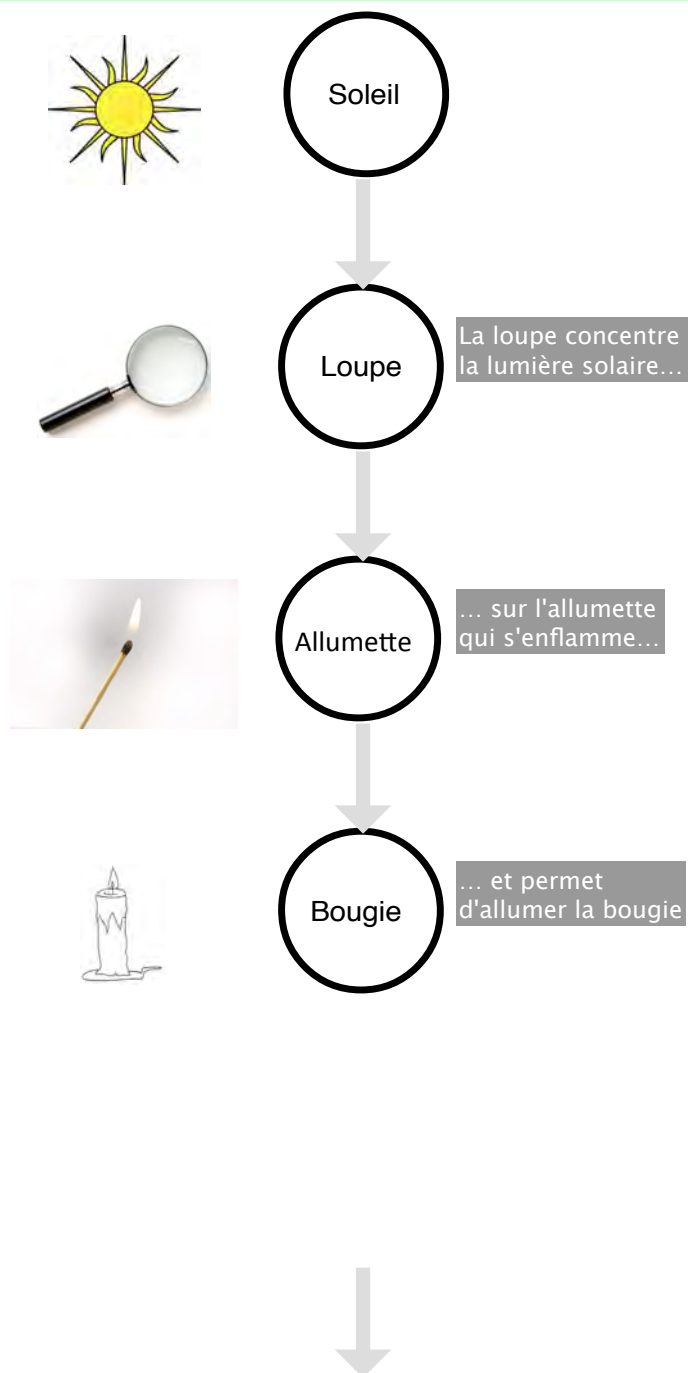 Soleil
Loupe
La loupe concentre
la lumière solaire…
Allumette
… sur l'allumette
qui s'enflamme…
Bougie
… et permet
d'allumer la bougie